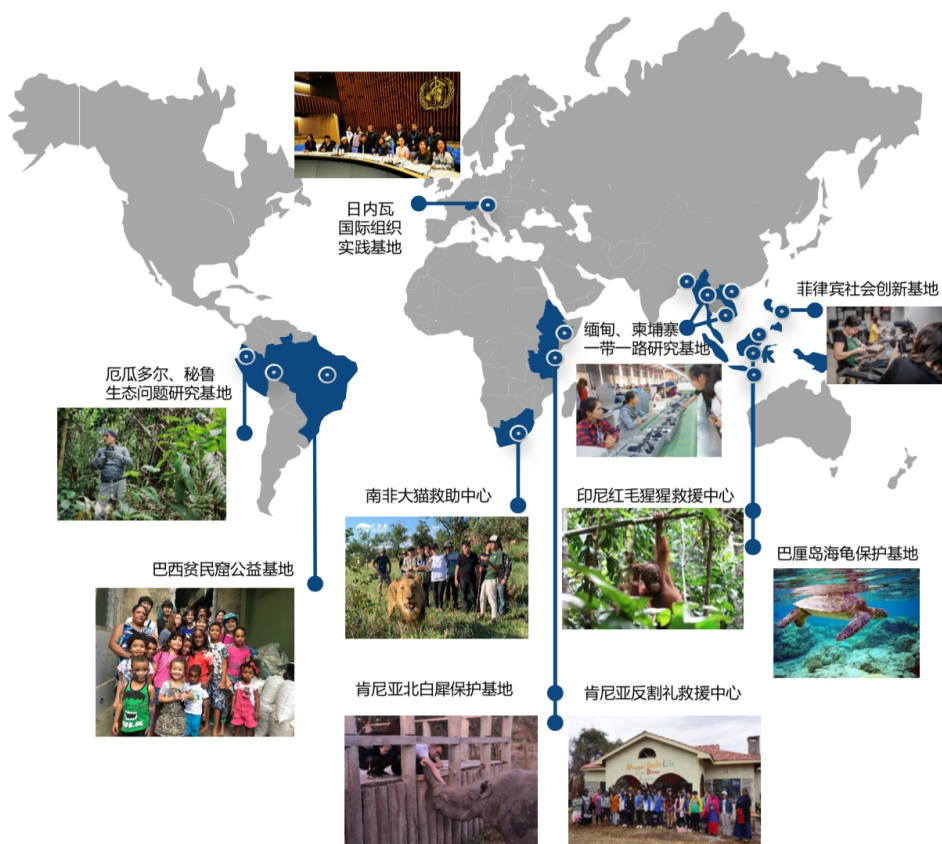 日内瓦
国际组织
实践基地
菲律宾社会创新基地
缅甸、柬埔寨
一带一路研究基地
厄瓜多尔、秘鲁
生态问题研究基地
南非大猫救助中心
印尼红毛猩猩救援中心
巴厘岛海龟保护基地
巴西贫民窟公益基地
肯尼亚北白犀保护基地
肯尼亚反割礼救援中心